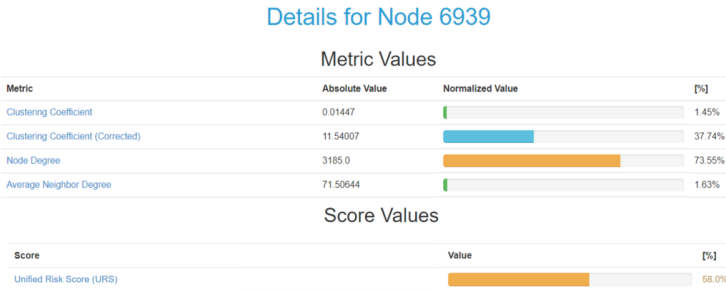 Details for Node 6939
Metric Values
Metric Absolute Value Normalized Value [%]
Clustering Coefficient 0.01447 1.45%
Clustering Coefficient (Corrected) 11.54007 37.74%
Node Degree 3185.0 73.55%
Average Neighbor Degree 71.50644 1.63%
Score Values
Score Value [%]
Unified Risk Score (URS) 58.0%